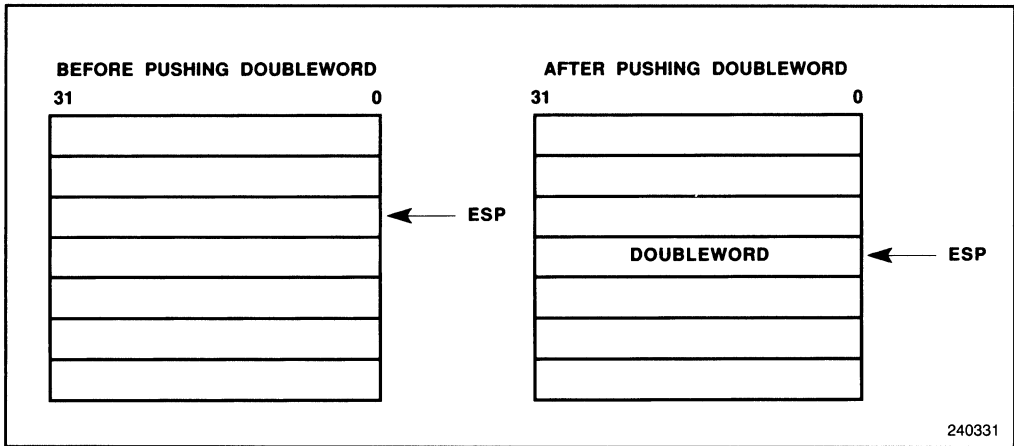 BEFORE PUSHING DOUBLEWORD
31 0
ESP
AFTER PUSHING DOUBLEWORD
31 0
DOUBLEWORD
ESP
240331